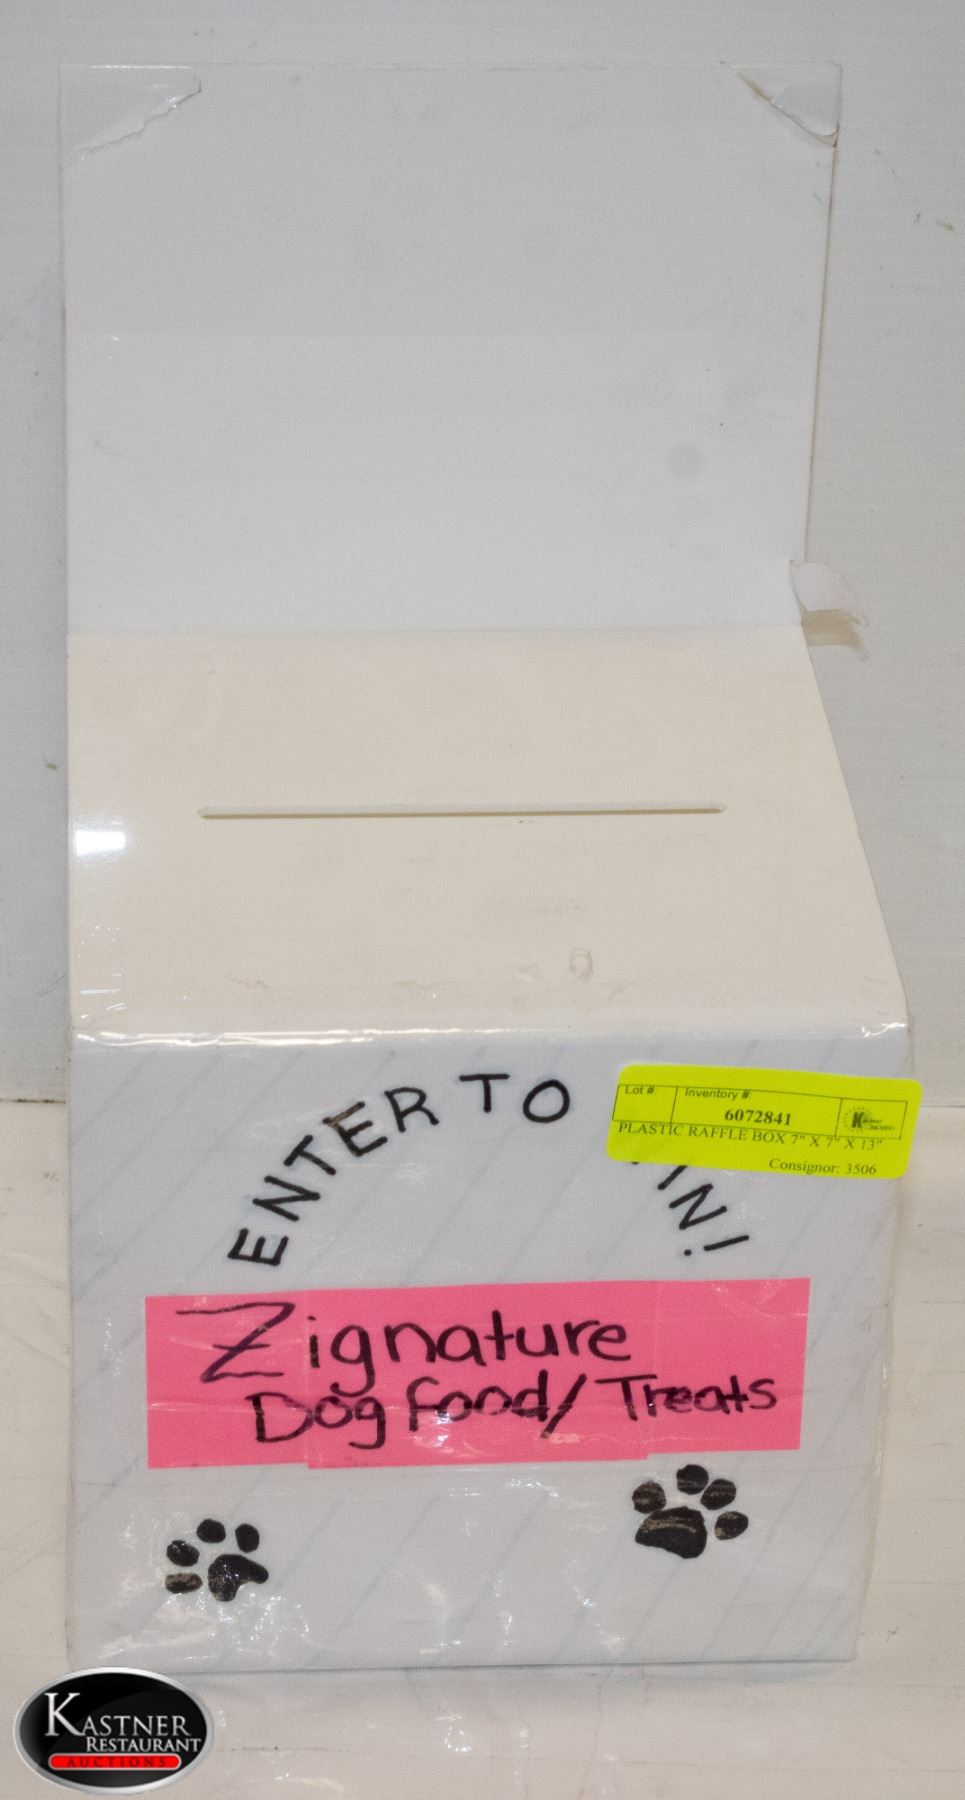 ENTER TO
IN!
Lot #: Inventory #:
6072841
PLASTIC RAFFLE BOX 7" X 7" X 13"
Consignor: 3506
Zignature
Dog food/Treats
KASTNER
RESTAURANT
AUCTIONS